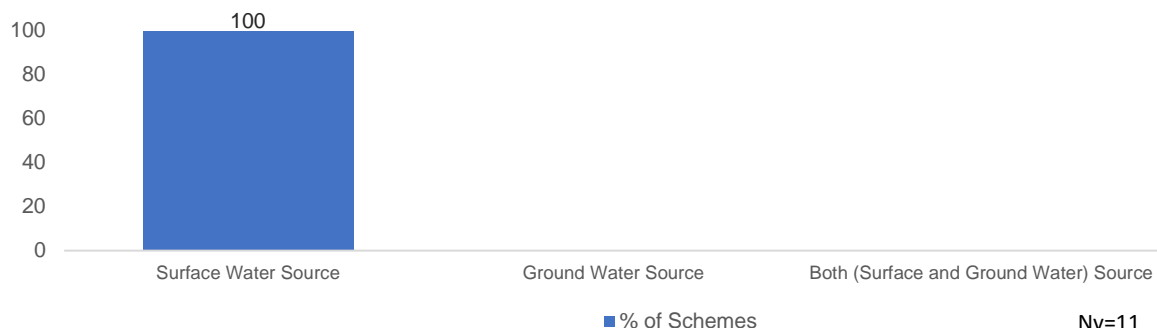 100
100
80
60
40
20
0
Surface Water Source
Ground Water Source
Both (Surface and Ground Water) Source
% of Schemes
Nv=11